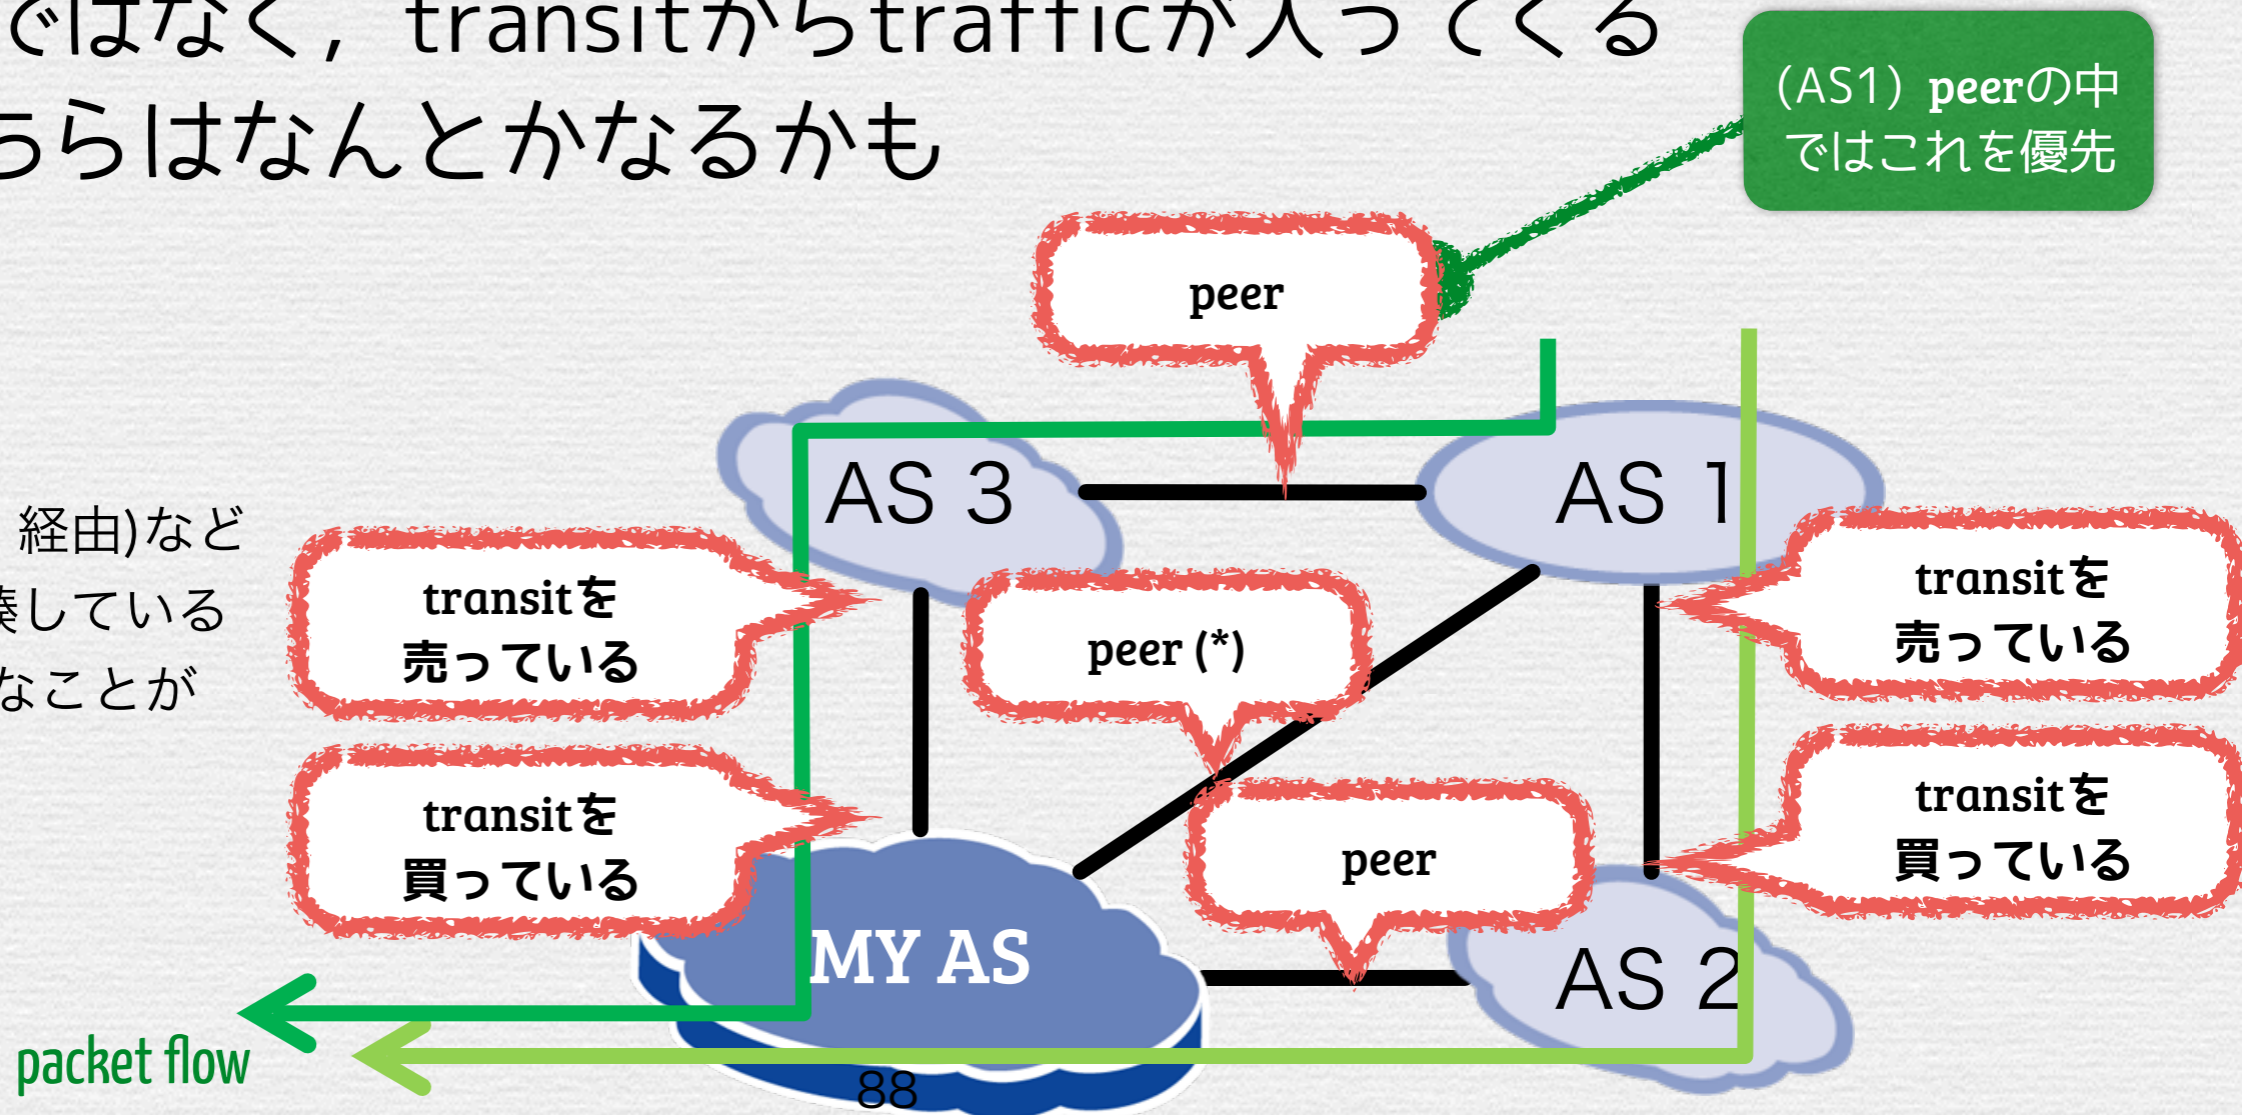 ではなく，transitからtrafficが入ってくる
ちらはなんとかなるかも
（AS1）peerの中
ではこれを優先
peer
AS 3
AS 1
経由)など
transitを
売っている
peer (*)
transitを
売っている
している
なことが
transitを
買っている
peer
transitを
買っている
MY AS
AS 2
packet flow
88